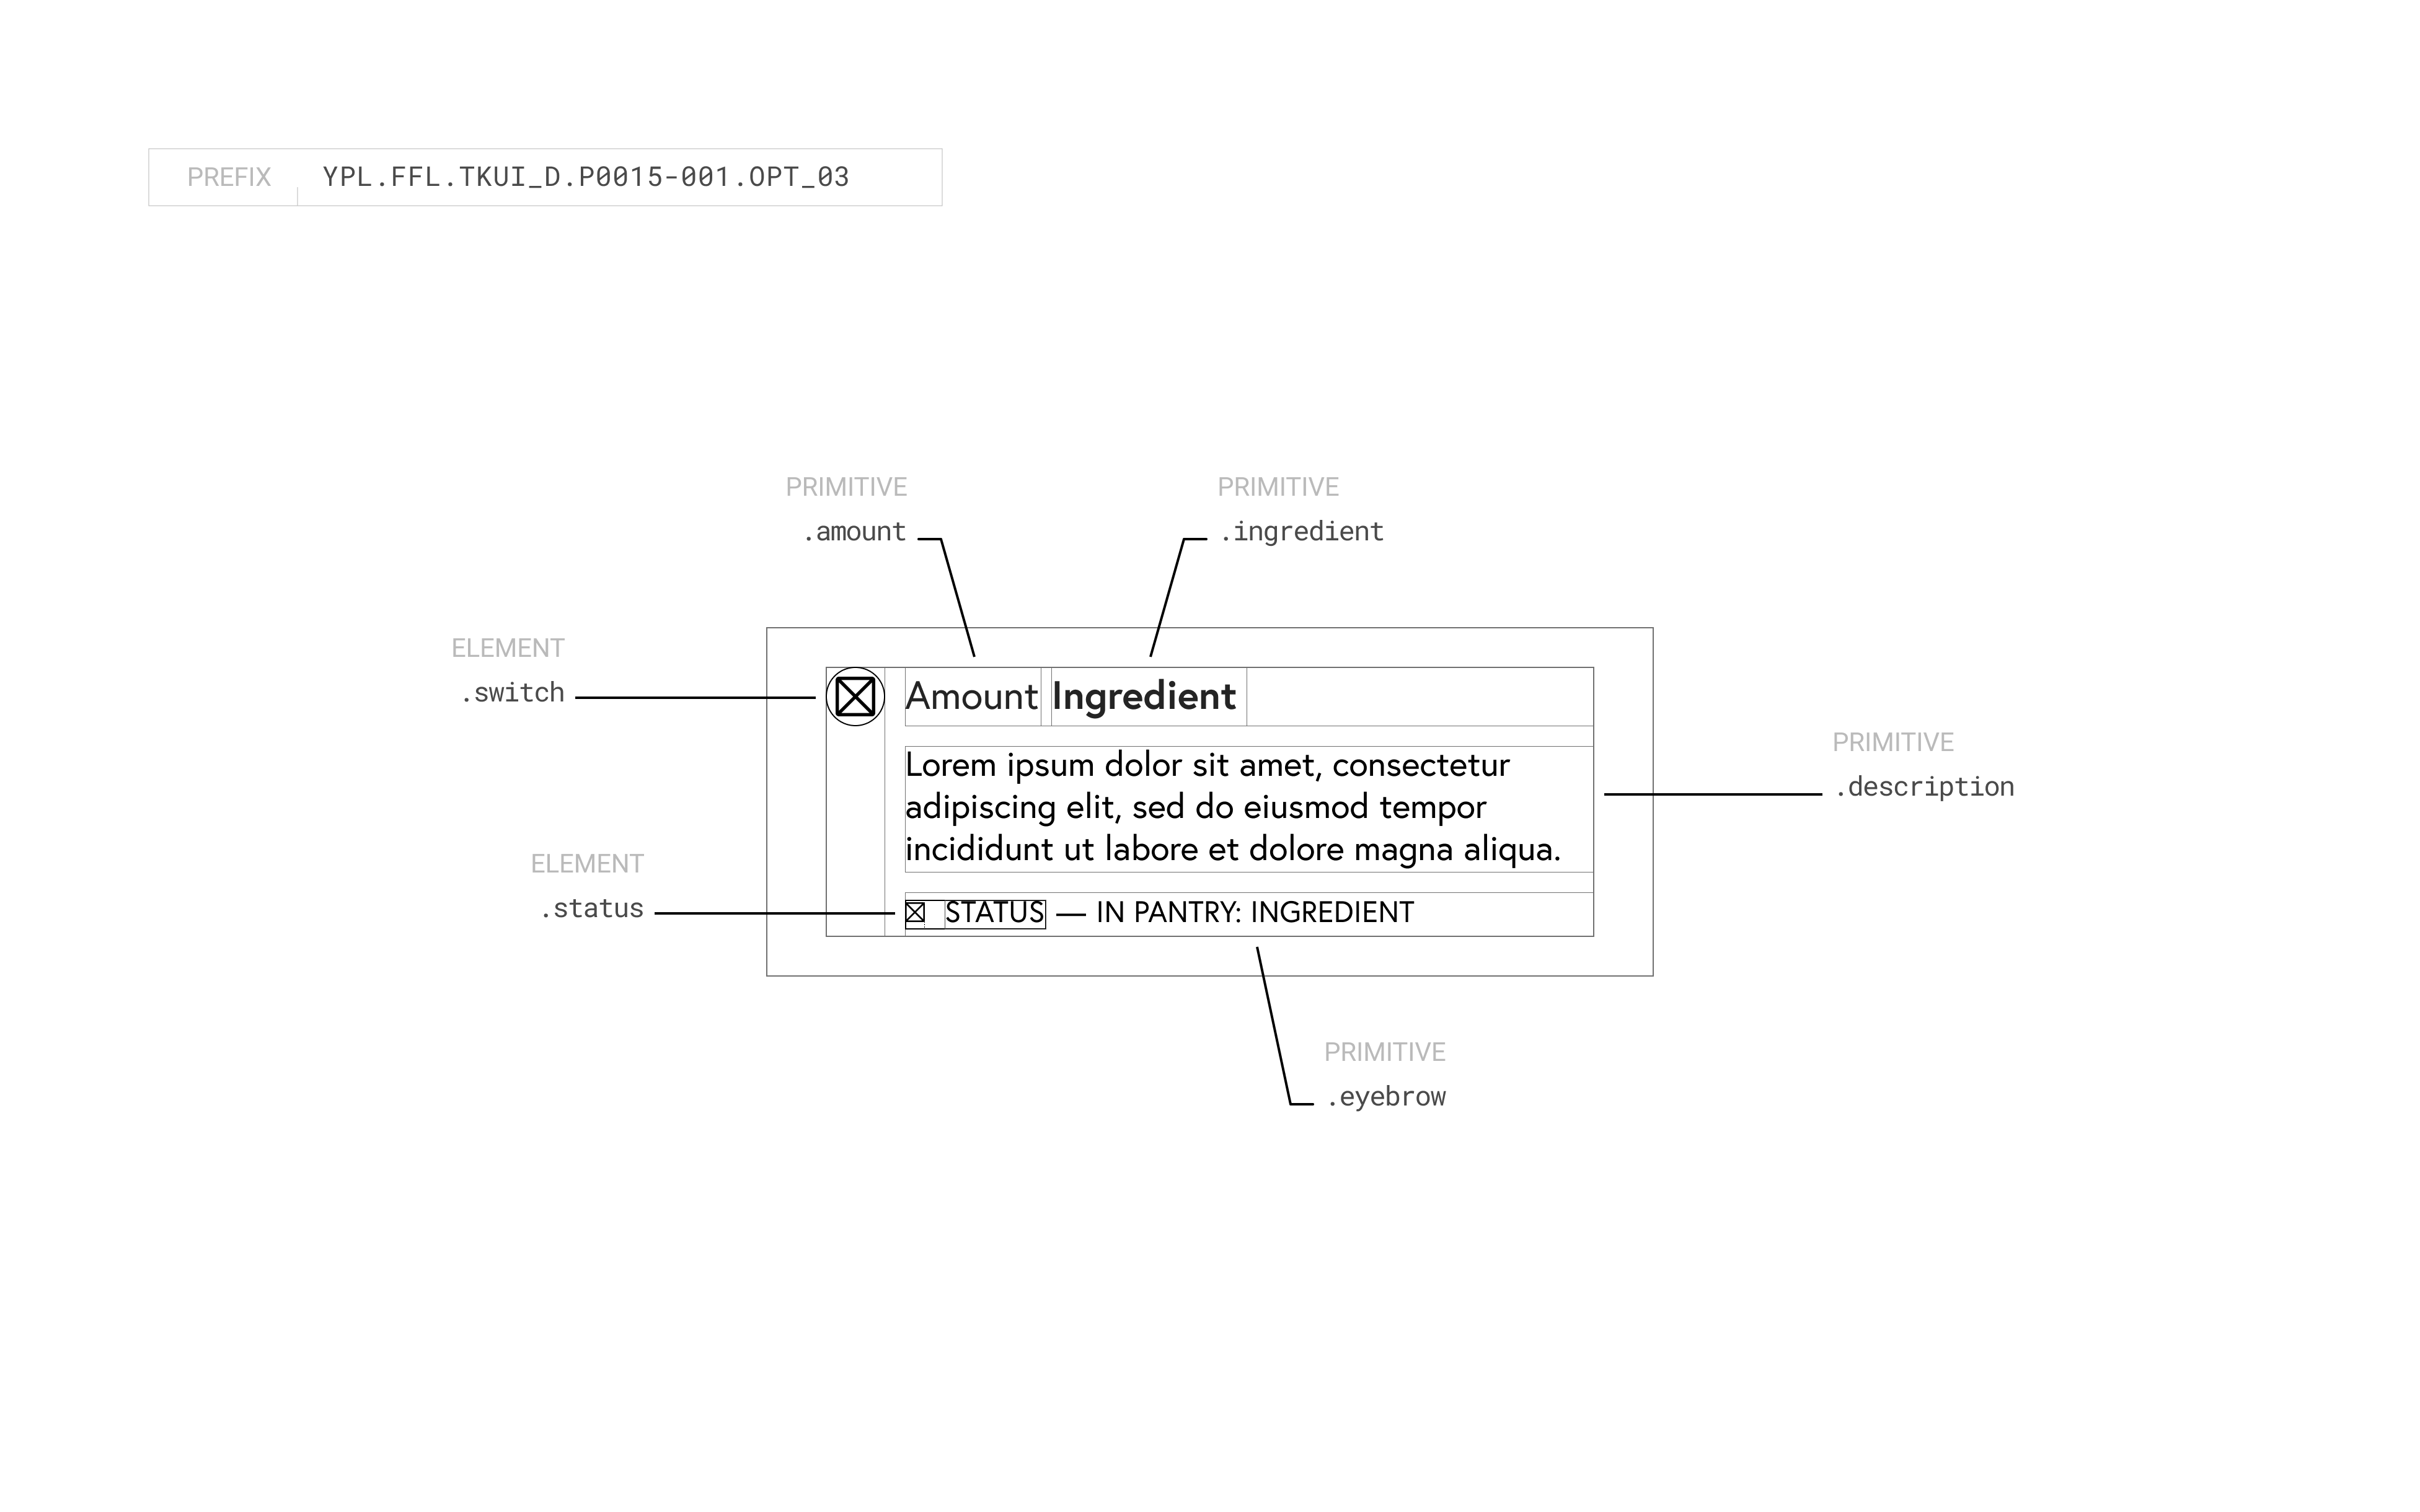 PREFIX YPL.FFL.TKUI_D.P0015-001.OPT_03
PRIMITIVE
.amount
PRIMITIVE
.ingredient
ELEMENT
.switch
Amount Ingredient
PRIMITIVE
.description
Lorem ipsum dolor sit amet, consectetur
adipiscing elit, sed do eiusmod tempor
incididunt ut labore et dolore magna aliqua.
ELEMENT
.status
STATUS — IN PANTRY: INGREDIENT
PRIMITIVE
.eyebrow